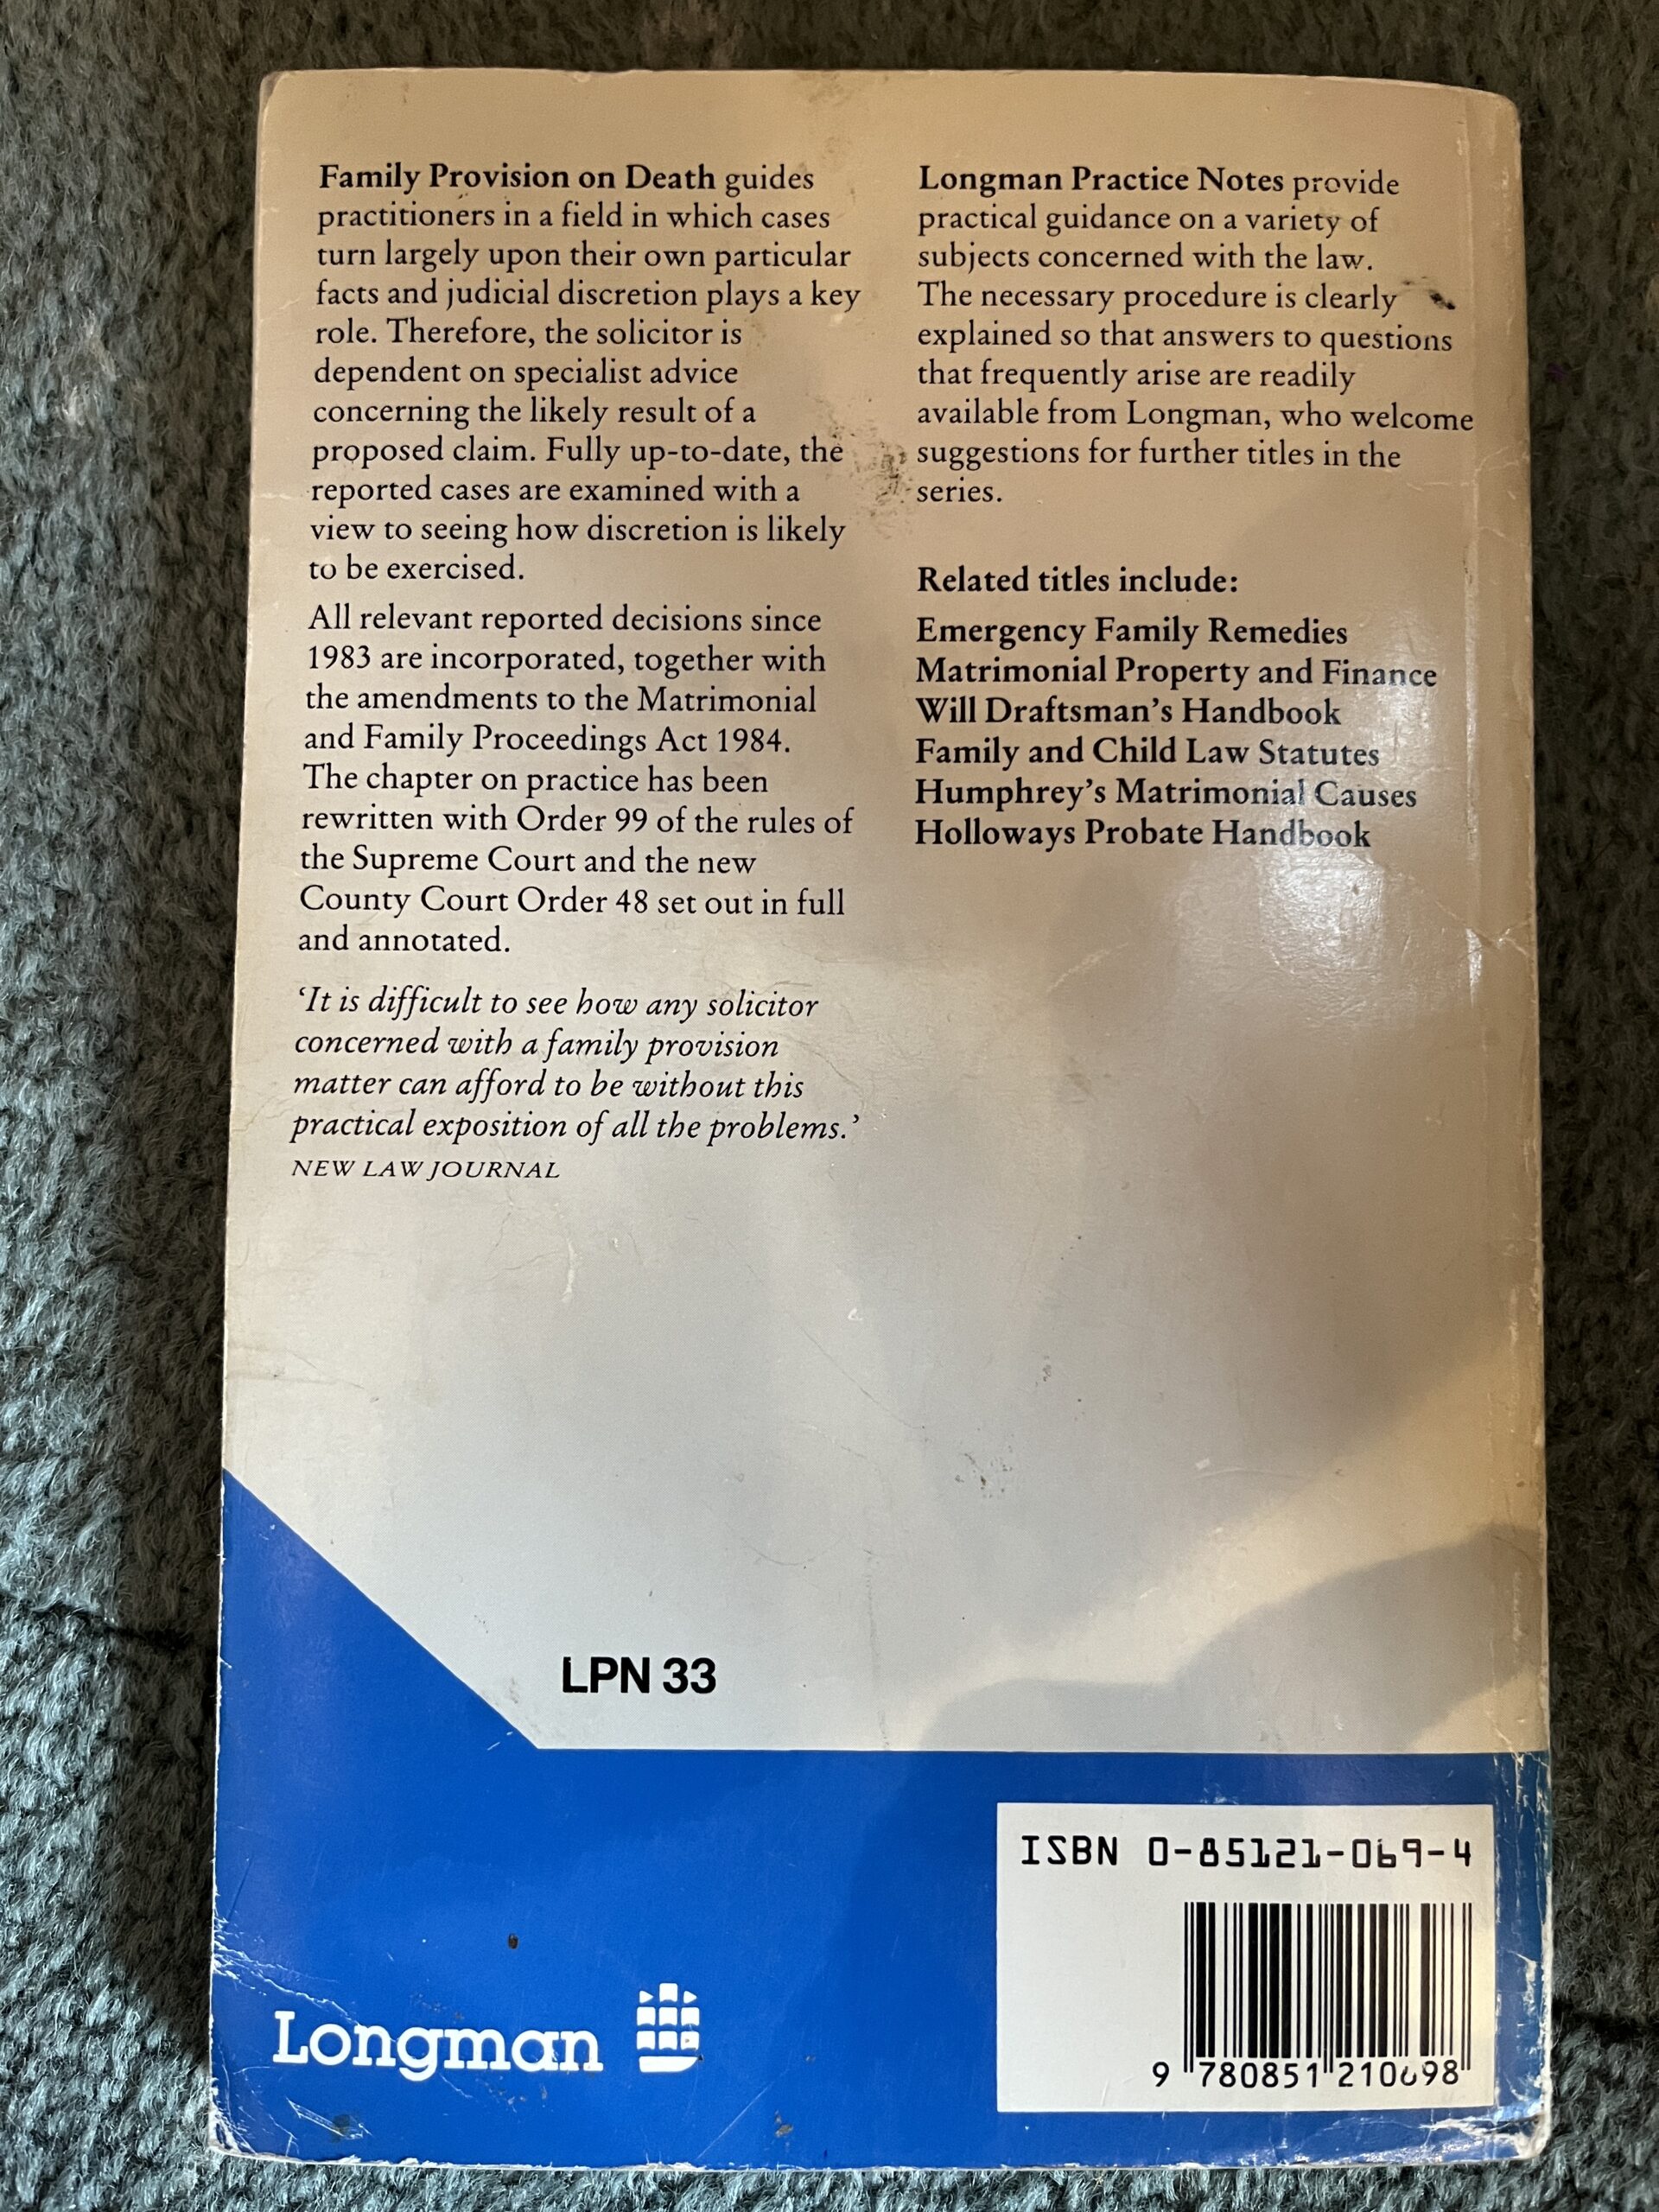 Family Provision on Death guides
practitioners in a field in which cases
turn largely upon their own particular
facts and judicial discretion plays a key
role. Therefore, the solicitor is
dependent on specialist advice
concerning the likely result of a
proposed claim. Fully up-to-date, the
reported cases are examined with a
view to seeing how discretion is likely
to be exercised.
All relevant reported decisions since
1983 are incorporated, together with
the amendments to the Matrimonial
and Family Proceedings Act 1984.
The chapter on practice has been
rewritten with Order 99 of the rules of
the Supreme Court and the new
County Court Order 48 set out in full
and annotated.
‘It is difficult to see how any solicitor
concerned with a family provision
matter can afford to be without this
practical exposition of all the problems.’
NEW LAW JOURNAL
Longman Practice Notes provide
practical guidance on a variety of
subjects concerned with the law.
The necessary procedure is clearly
explained so that answers to questions
that frequently arise are readily
available from Longman, who welcome
suggestions for further titles in the
series.
Related titles include:
Emergency Family Remedies
Matrimonial Property and Finance
Will Draftsman’s Handbook
Family and Child Law Statutes
Humphrey’s Matrimonial Causes
Holloways Probate Handbook
LPN 33
Longman
ISBN 0-85121-069-4
9 780851 210698